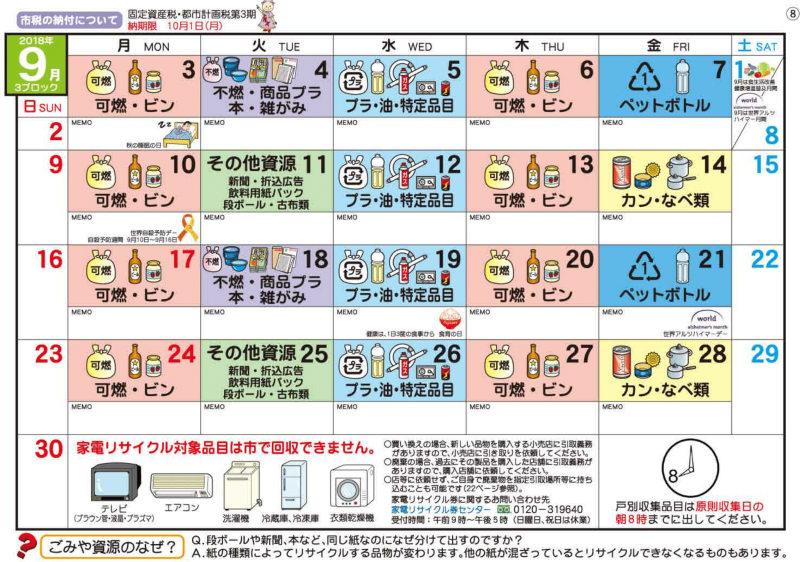 市税の納付について
固定資産税・都市計画税第3期
納期限 10月1日(月)
⑧
2018年
9月
3ブロック
月 MON
火 TUE
水 WED
木 THU
金 FRI
土 SAT
日 SUN
3
可燃
可燃・ビン
4
不燃
不燃・商品プラ
本・雑がみ
5
プラ
プラ・油・特定品目
6
可燃
可燃・ビン
7
1
ペットボトル
1
9月は食生活改善
普及月間
world
alzheimer's month
9月は世界アルツ
ハイマー月間
8
2
MEMO
秋の睡眠の日
MEMO
MEMO
MEMO
MEMO
9
10
可燃
可燃・ビン
その他資源 11
新聞・折込広告
飲料用紙パック
段ボール・古布類
12
プラ
プラ・油・特定品目
13
可燃
可燃・ビン
14
カン・なべ類
15
MEMO
世界自殺予防デー
自殺予防週間 9月10日〜9月16日
MEMO
MEMO
MEMO
MEMO
16
17
可燃
可燃・ビン
18
不燃
不燃・商品プラ
本・雑がみ
19
プラ
プラ・油・特定品目
20
可燃
可燃・ビン
21
1
ペットボトル
22
MEMO
MEMO
MEMO
健康は、1日3度の食事から 食育の日
MEMO
MEMO
world
alzheimer's month
世界アルツハイマーデー
23
24
可燃
可燃・ビン
その他資源 25
新聞・折込広告
飲料用紙パック
段ボール・古布類
26
プラ
プラ・油・特定品目
27
可燃
可燃・ビン
28
カン・なべ類
29
MEMO
MEMO
MEMO
MEMO
MEMO
30
家電リサイクル対象品目は市で回収できません。
テレビ
(ブラウン管・液晶・プラズマ)
エアコン
洗濯機
冷蔵庫、冷凍庫
衣類乾燥機
○買い換えの場合、新しい品物を購入する小売店に引取義務
がありますので、小売店に引き取りを依頼してください。
○廃棄の場合、過去にその製品を購入した店舗に引取義務が
ありますので、購入店舗に依頼してください。
○店等に依頼せず、ご自身で廃棄物を指定引取場所等に持ち
込むことも可能です(22ページ参照)。
家電リサイクル券に関するお問い合わせ先
家電リサイクル券センター 0120-319640
受付時間:午前9時〜午後5時(日曜日、祝日は休業)
8
戸別収集品目は原則収集日の
朝8時までに出してください。
ごみや資源のなぜ?
Q.段ボールや新聞、本など、同じ紙なのになぜ分けて出すのですか?
A.紙の種類によってリサイクルする品物が変わります。他の紙が混ざっているとリサイクルできなくなるものもあります。